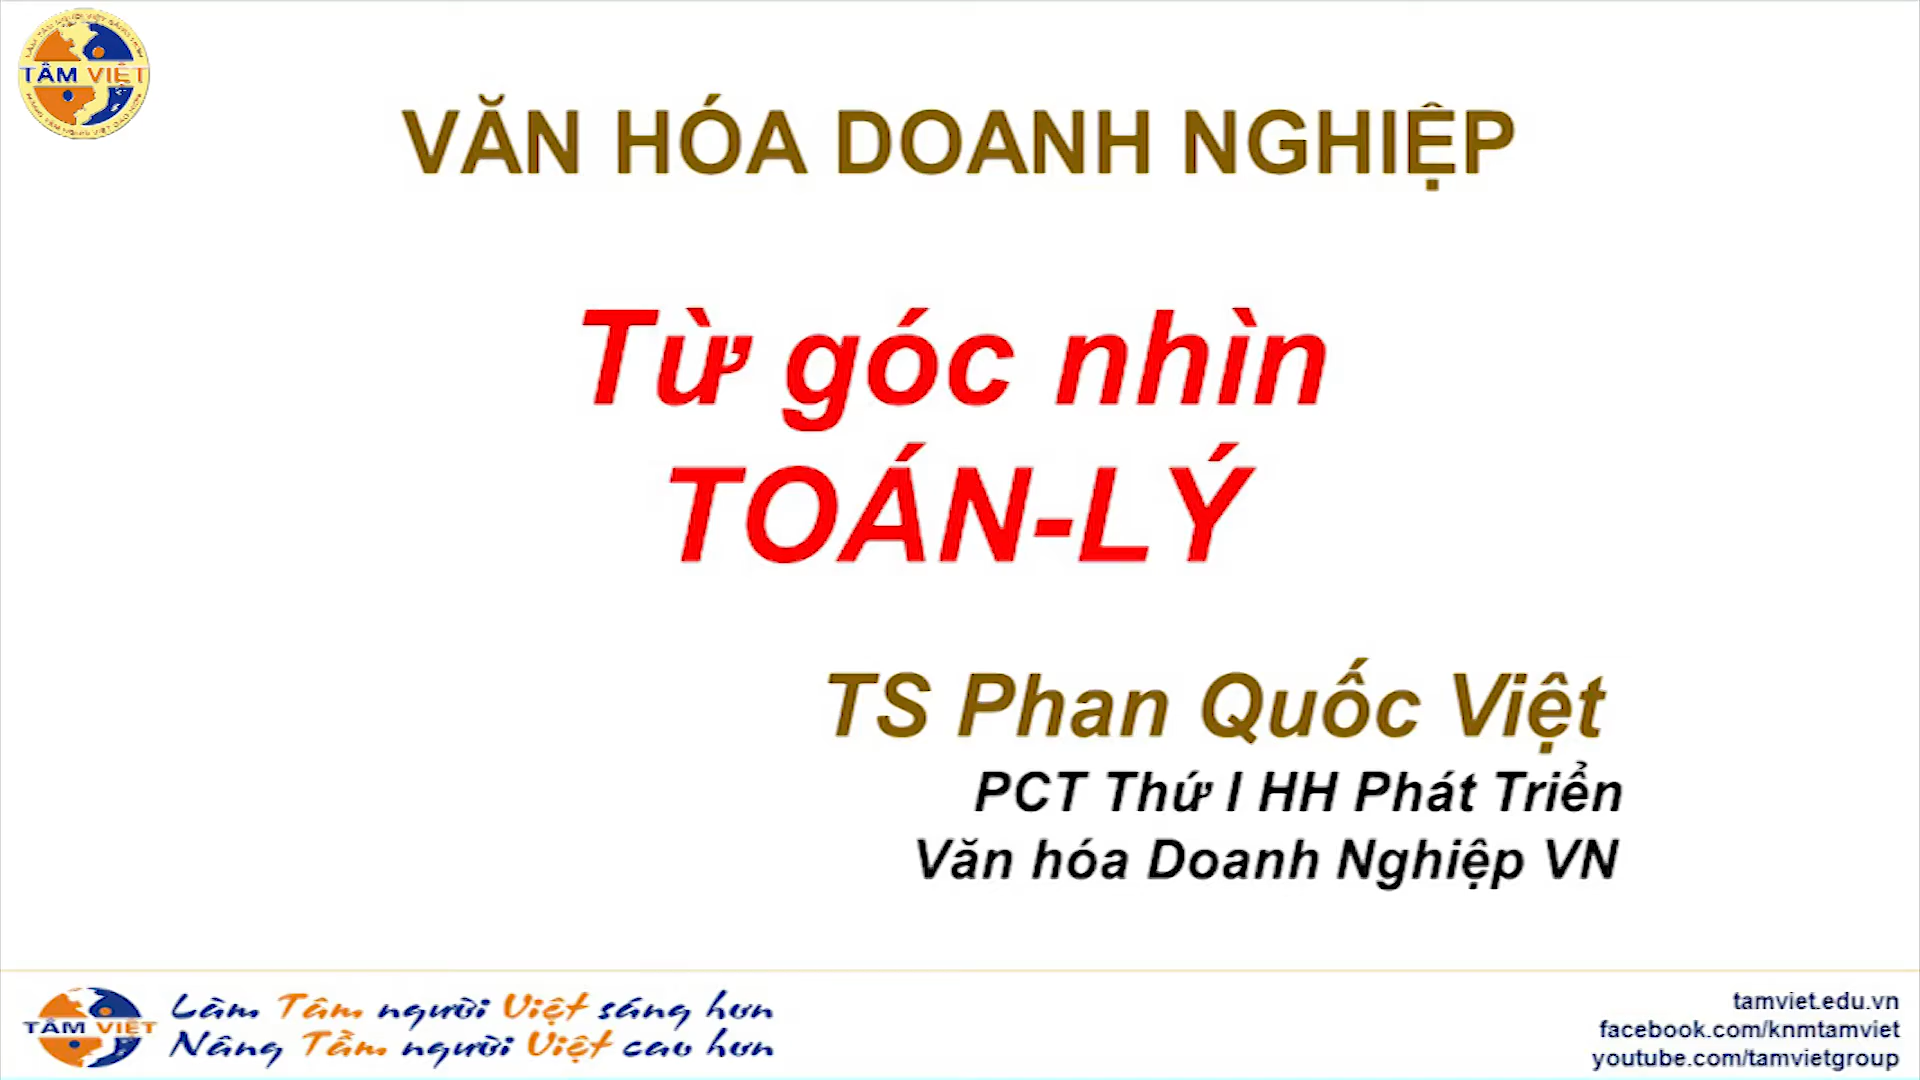 TÂM VIỆT
VĂN HÓA DOANH NGHIỆP
Từ góc nhìn
TOÁN-LÝ
TS Phan Quốc Việt
PCT Thứ I HH Phát Triển
Văn hóa Doanh Nghiệp VN
TÂM VIỆT
Làm Tâm người Việt sáng hơn
Nâng Tầm người Việt cao hơn
tamviet.edu.vn
facebook.com/knmtamviet
youtube.com/tamvietgroup